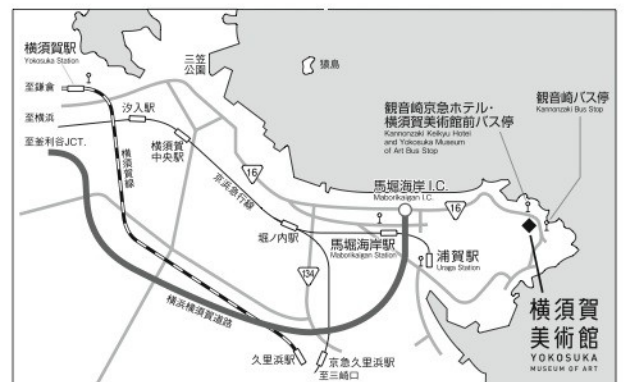 横須賀駅
Yokosuka Station
至鎌倉
至横浜
至釜利谷JCT.
汐入駅
横須賀線
横須賀
中央駅
三笠
公園
猿島
16
京浜急行線
観音崎京急ホテル・
横須賀美術館前バス停
Kannonzaki Keikyu Hotel
and Yokosuka Museum
of Art Bus Stop
観音崎バス停
Kannonzaki Bus Stop
馬堀海岸 I.C.
Maborikaigan I.C.
16
堀ノ内駅
馬堀海岸駅
Maborikaigan Station
浦賀駅
Uraga Station
134
横浜横須賀道路
久里浜駅
京急久里浜駅
至三崎口
横須賀
美術館
YOKOSUKA
MUSEUM OF ART